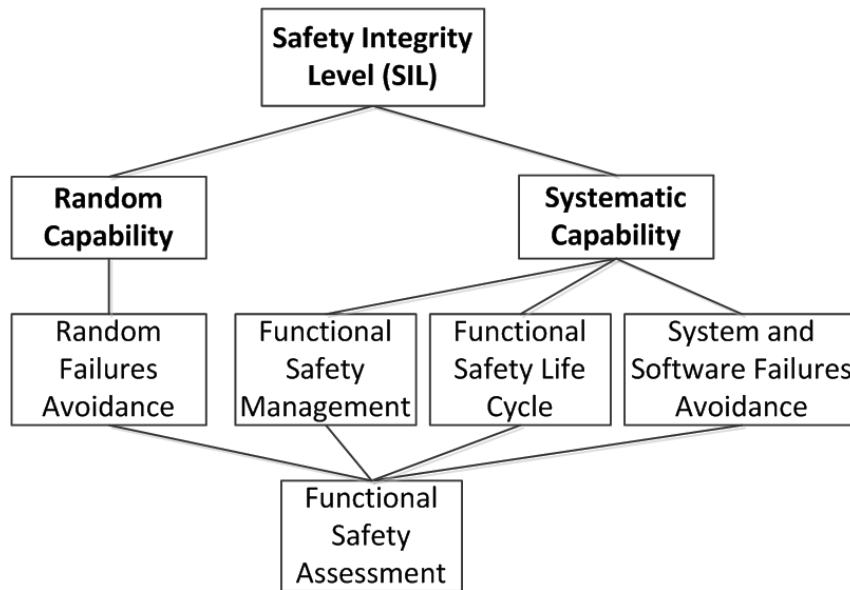 Safety Integrity
Level (SIL)
Random
Capability
Systematic
Capability
Random
Failures
Avoidance
Functional
Safety
Management
Functional
Safety Life
Cycle
System and
Software Failures
Avoidance
Functional
Safety
Assessment